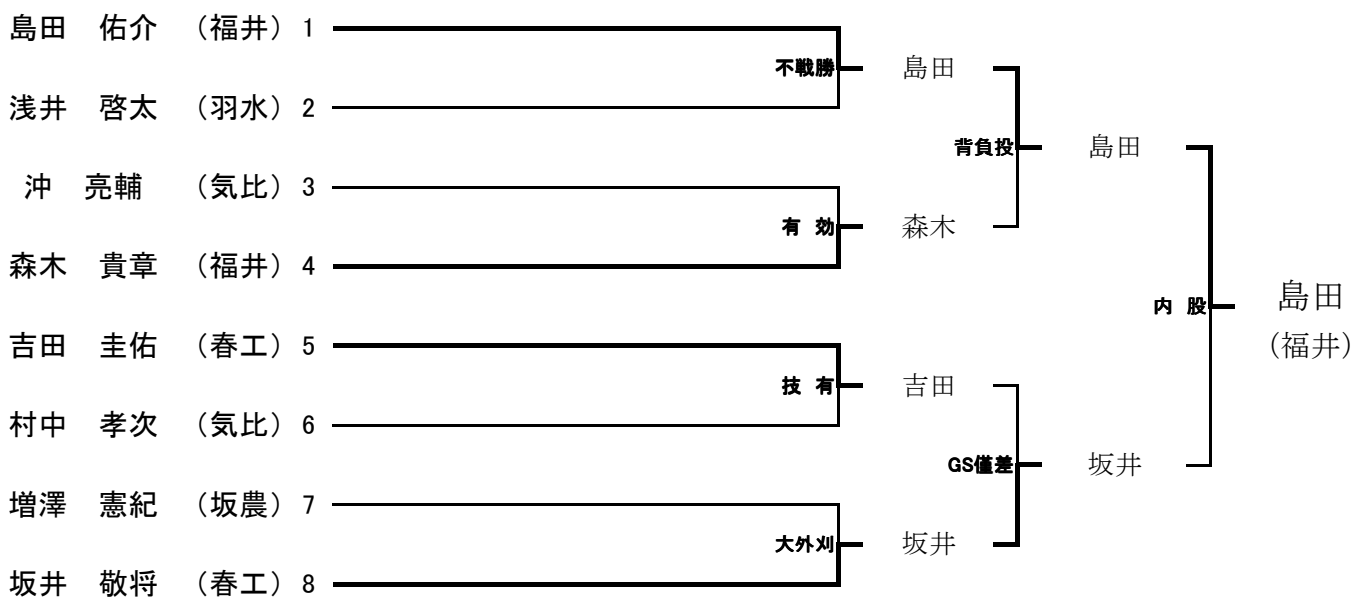 島田　佑介　（福井） 1
不戦勝　島田
浅井　啓太　（羽水） 2
背負投　島田
沖　亮輔　（気比） 3
有 効　森木
森木　貴章　（福井） 4
内 股　島田
（福井）
吉田　圭佑　（春工） 5
技 有　吉田
村中　孝次　（気比） 6
GS僅差　坂井
増澤　憲紀　（坂農） 7
大外刈　坂井
坂井　敬将　（春工） 8